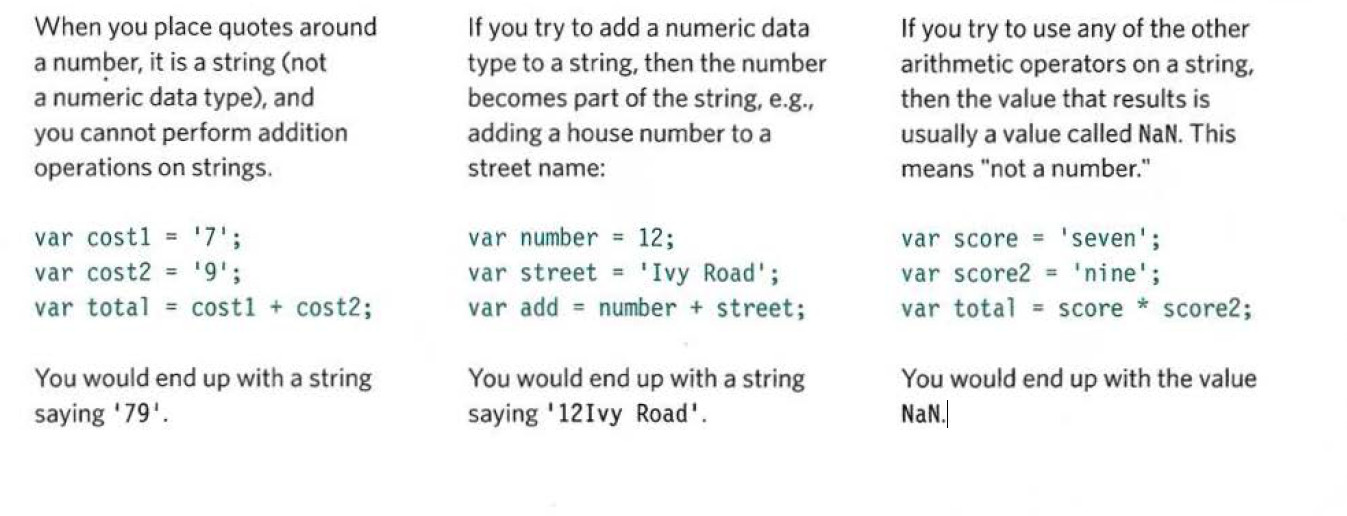 When you place quotes around
a number, it is a string (not
a numeric data type), and
you cannot perform addition
operations on strings.
var cost1 = '7';
var cost2 = '9';
var total = cost1 + cost2;
You would end up with a string
saying '79'.
If you try to add a numeric data
type to a string, then the number
becomes part of the string, e.g.,
adding a house number to a
street name:
var number = 12;
var street = 'Ivy Road';
var add = number + street;
You would end up with a string
saying '12Ivy Road'.
If you try to use any of the other
arithmetic operators on a string,
then the value that results is
usually a value called NaN. This
means "not a number."
var score = 'seven';
var score2 = 'nine';
var total = score * score2;
You would end up with the value
NaN.